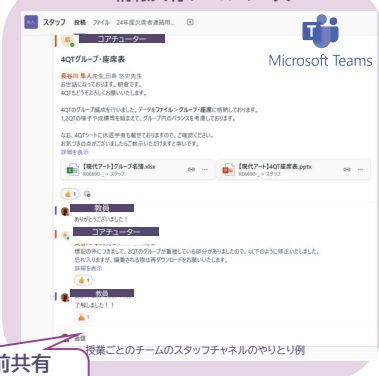 スタッフ 投稿 ファイル 24年度欠席者連絡用...
コアチューター
Microsoft Teams
4QTグループ・座席表
長谷川 隼人先生,田島 悠史先生
お世話になっております。朝倉です。
4QTもどうぞよろしくお願いいたします。
4QTのグループ編成を行いました。データをファイル>グループ・座席に格納しております。
1,2QTの様子や成績等を踏まえて、グループ内のバランスを考慮しております。
なお、4QTシートに休退学者も載せておりますので、ご確認ください。
お気づきの点がございましたらご教示いただけますと幸いです。
詳細を表示
【現代アート】グループ名簿.xlsx
R06690-_ > スタッフ
【現代アート】4QT座席表.pptx
R06690-_ > スタッフ
1
教員
ありがとうございました!
コアチューター
標記の件につきまして、2QTのグループが重複している部分がありましたので、以下のように修正いたしました。
恐れ入りますが、編集される際は再ダウンロードをお願いいたします。
詳細を表示
1
教員
了解しました!!
1
返信
授業ごとのチームのスタッフチャネルのやりとり例
前共有